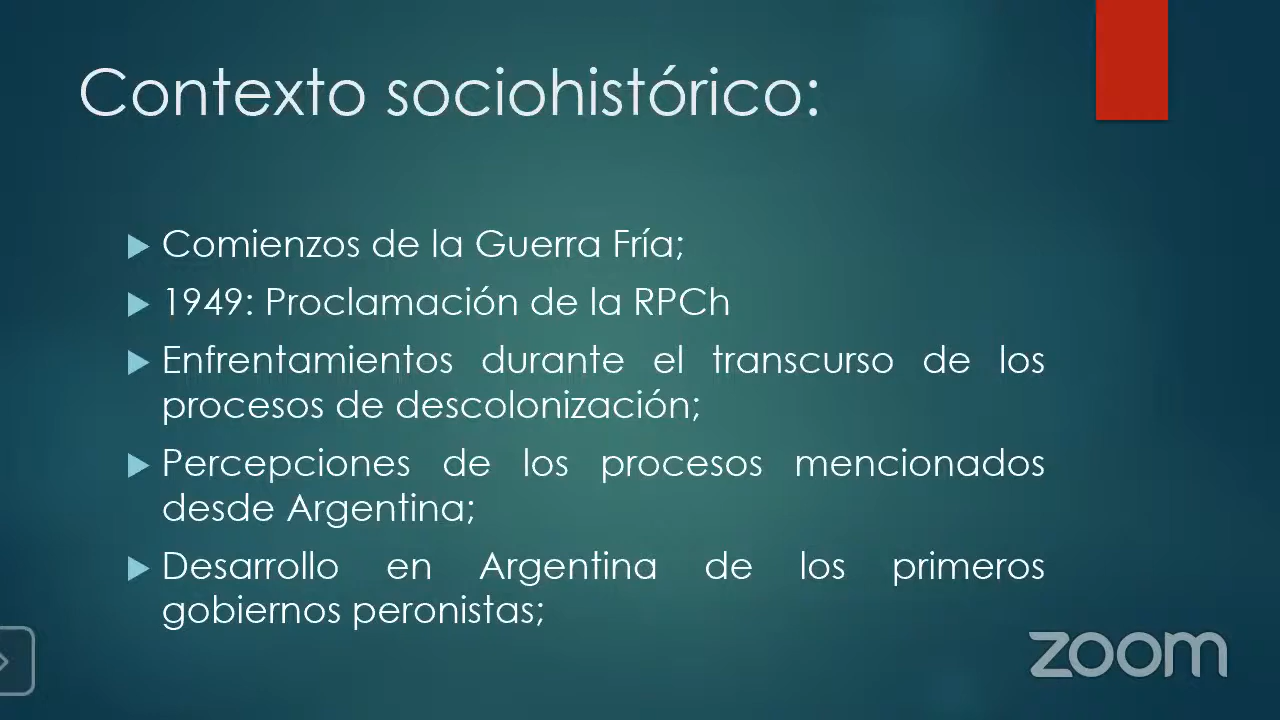 Contexto sociohistórico:
Comienzos de la Guerra Fría;
1949: Proclamación de la RPCh
Enfrentamientos durante el transcurso de los
procesos de descolonización;
Percepciones de los procesos mencionados
desde Argentina;
Desarrollo en Argentina de los primeros
gobiernos peronistas;
zoom